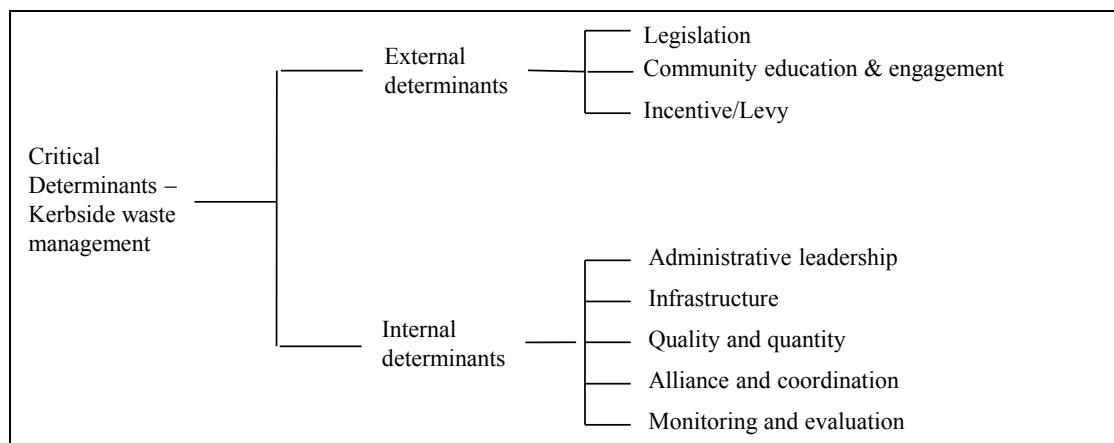 Critical
Determinants –
Kerbside waste
management
External
determinants
Legislation
Community education & engagement
Incentive/Levy
Internal
determinants
Administrative leadership
Infrastructure
Quality and quantity
Alliance and coordination
Monitoring and evaluation